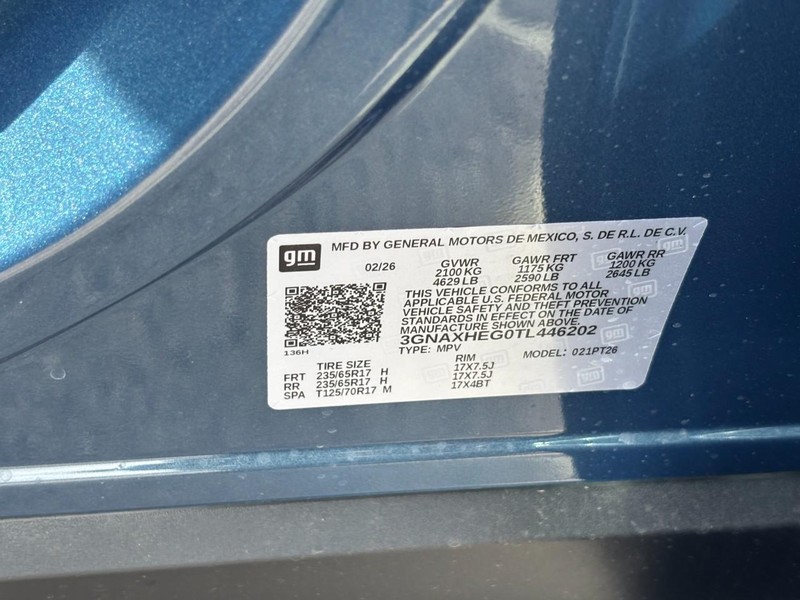 gm
MFD BY GENERAL MOTORS DE MEXICO, S. DE R.L. DE C.V.
02/26 GVWR GAWR FRT GAWR RR
2100 KG 1175 KG 1200 KG
4629 LB 2590 LB 2645 LB
THIS VEHICLE CONFORMS TO ALL
APPLICABLE U.S. FEDERAL MOTOR
VEHICLE SAFETY AND THEFT PREVENTION
STANDARDS IN EFFECT ON THE DATE OF
MANUFACTURE SHOWN ABOVE.
3GNAXHEG0TL446202
136H
TYPE: MPV MODEL: 021PT26
TIRE SIZE RIM
FRT 235/65R17 H 17X7.5J
RR 235/65R17 H 17X7.5J
SPA T125/70R17 M 17X4BT